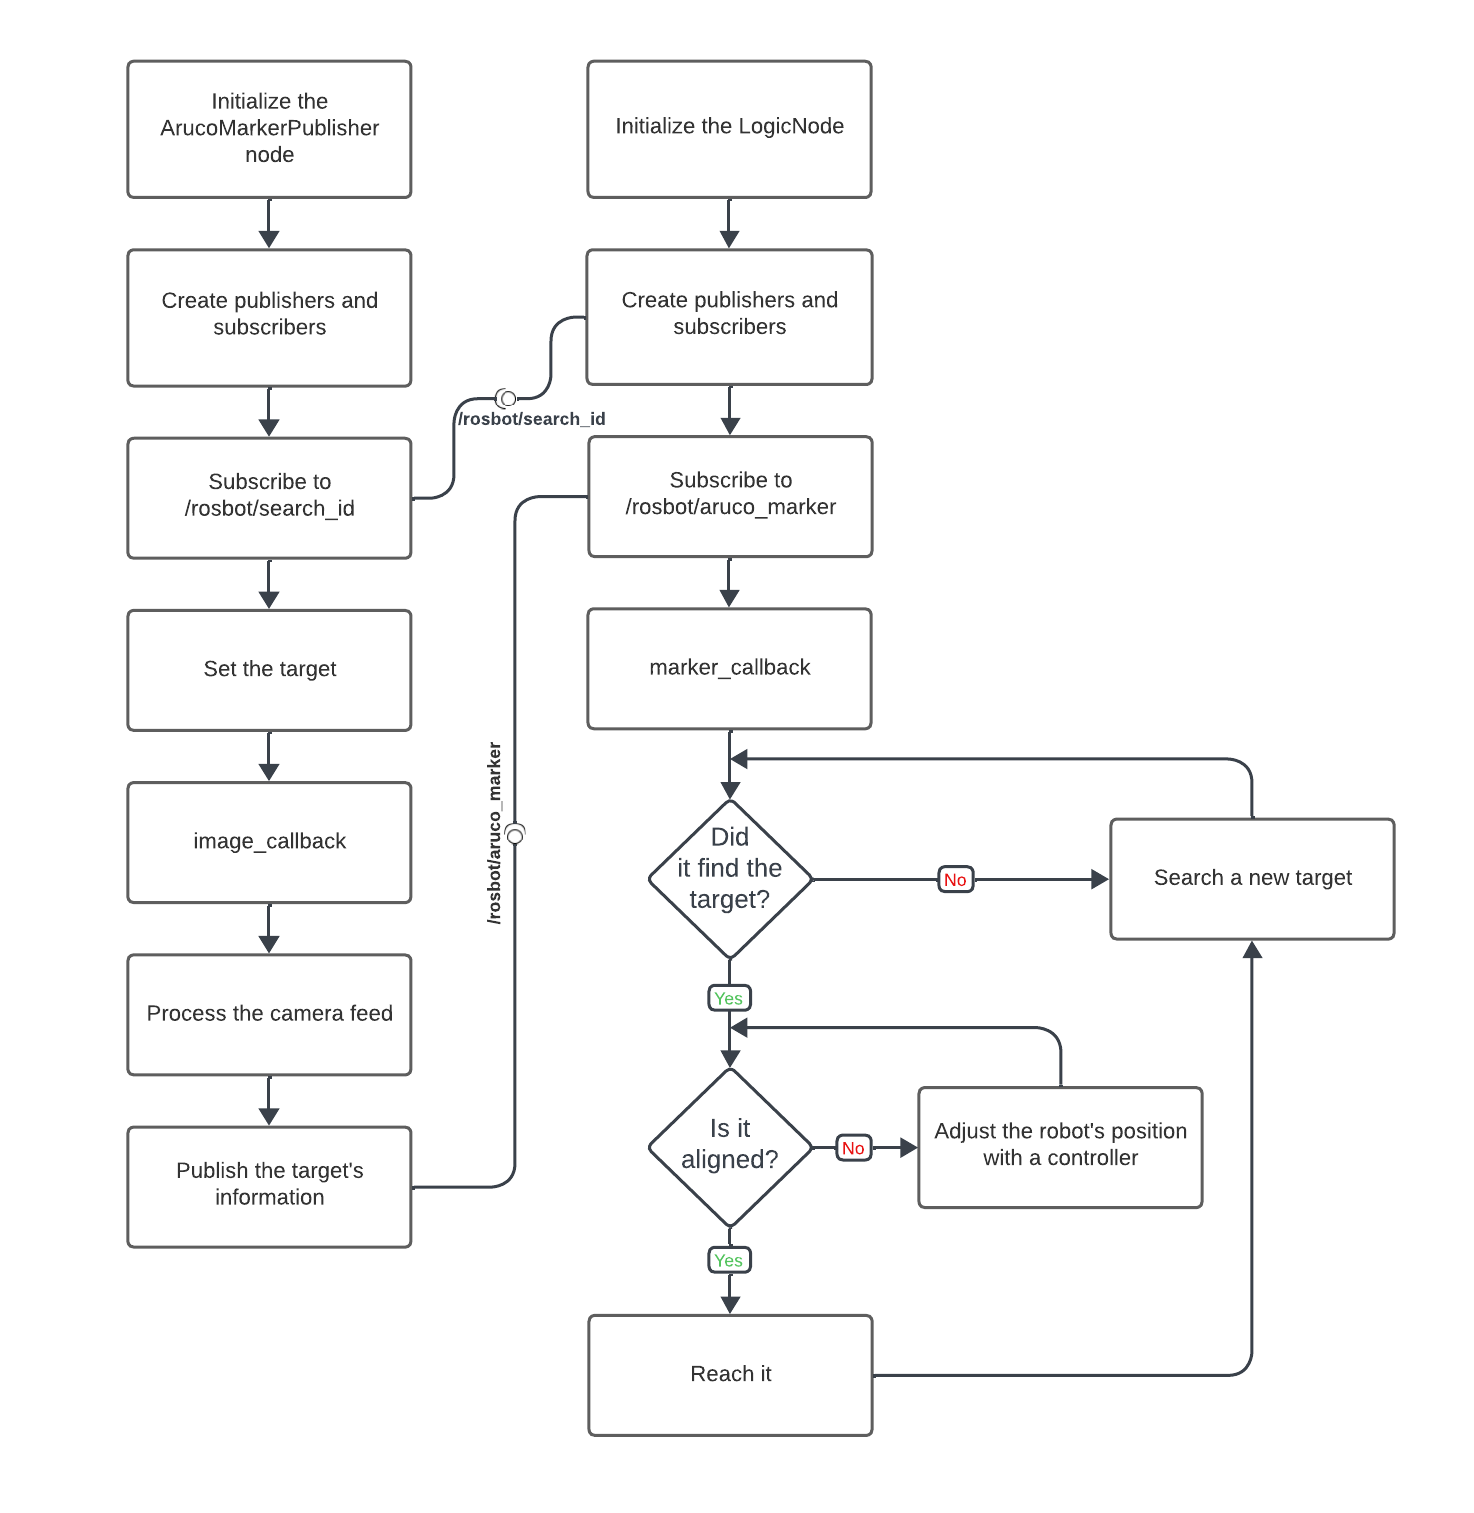 Initialize the
ArucoMarkerPublisher
node
Create publishers and
subscribers
Subscribe to
/rosbot/search_id
Set the target
image_callback
Process the camera feed
Publish the target's
information
/rosbot/search_id
/rosbot/aruco_marker
Initialize the LogicNode
Create publishers and
subscribers
Subscribe to
/rosbot/aruco_marker
marker_callback
Did
it find the
target?
No
Search a new target
Yes
Is it
aligned?
No
Adjust the robot's position
with a controller
Yes
Reach it